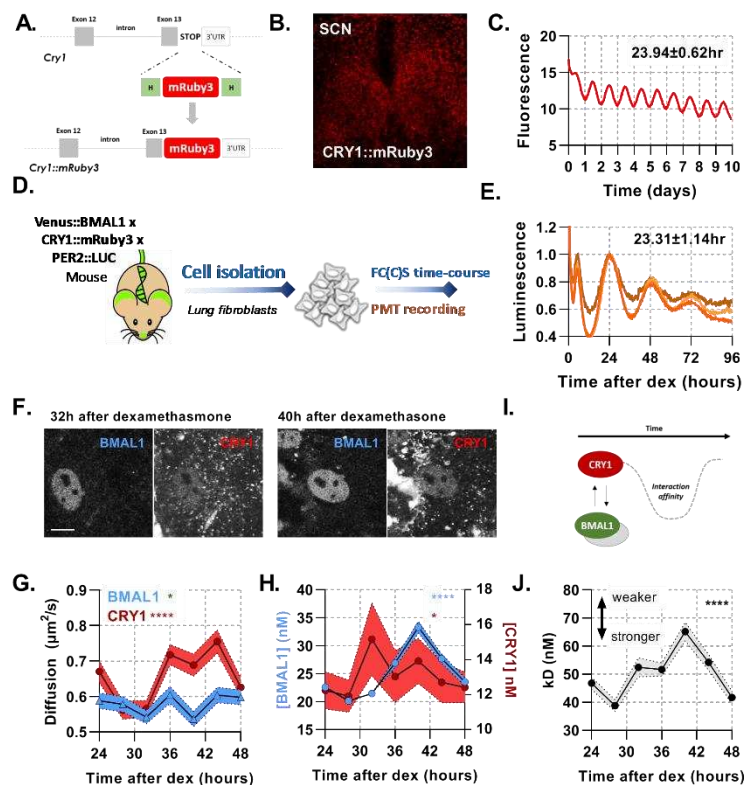 A.
Exon 12
intron
Exon 13
STOP
3'UTR
Cry1
H
mRuby3
H
Exon 12
intron
Exon 13
mRuby3
3'UTR
Cry1::mRuby3
B.
SCN
CRY1::mRuby3
C.
23.94±0.62hr
Fluorescence
20
15
10
5
0 1 2 3 4 5 6 7 8 9 10
Time (days)
D.
Venus::BMAL1 x
CRY1::mRuby3 x
PER2::LUC
Mouse
Cell isolation
Lung fibroblasts
FC(C)S time-course
PMT recording
E.
23.31±1.14hr
Luminescence
1.2
1.0
0.8
0.6
0.4
0 24 48 72 96
Time after dex (hours)
F.
32h after dexamethasmone
BMAL1
CRY1
40h after dexamethasone
BMAL1
CRY1
I.
Time
CRY1
Interaction
affinity
BMAL1
G.
BMAL1 *
CRY1 ****
Diffusion (μm²/s)
0.9
0.8
0.7
0.6
0.5
24 30 36 42 48
Time after dex (hours)
H.
****
*
[BMAL1] (nM)
40
35
30
25
20
15
[CRY1] nM
18
16
14
12
10
24 30 36 42 48
Time after dex (hours)
J.
weaker
stronger
****
kD (nM)
80
70
60
50
40
30
24 30 36 42 48
Time after dex (hours)